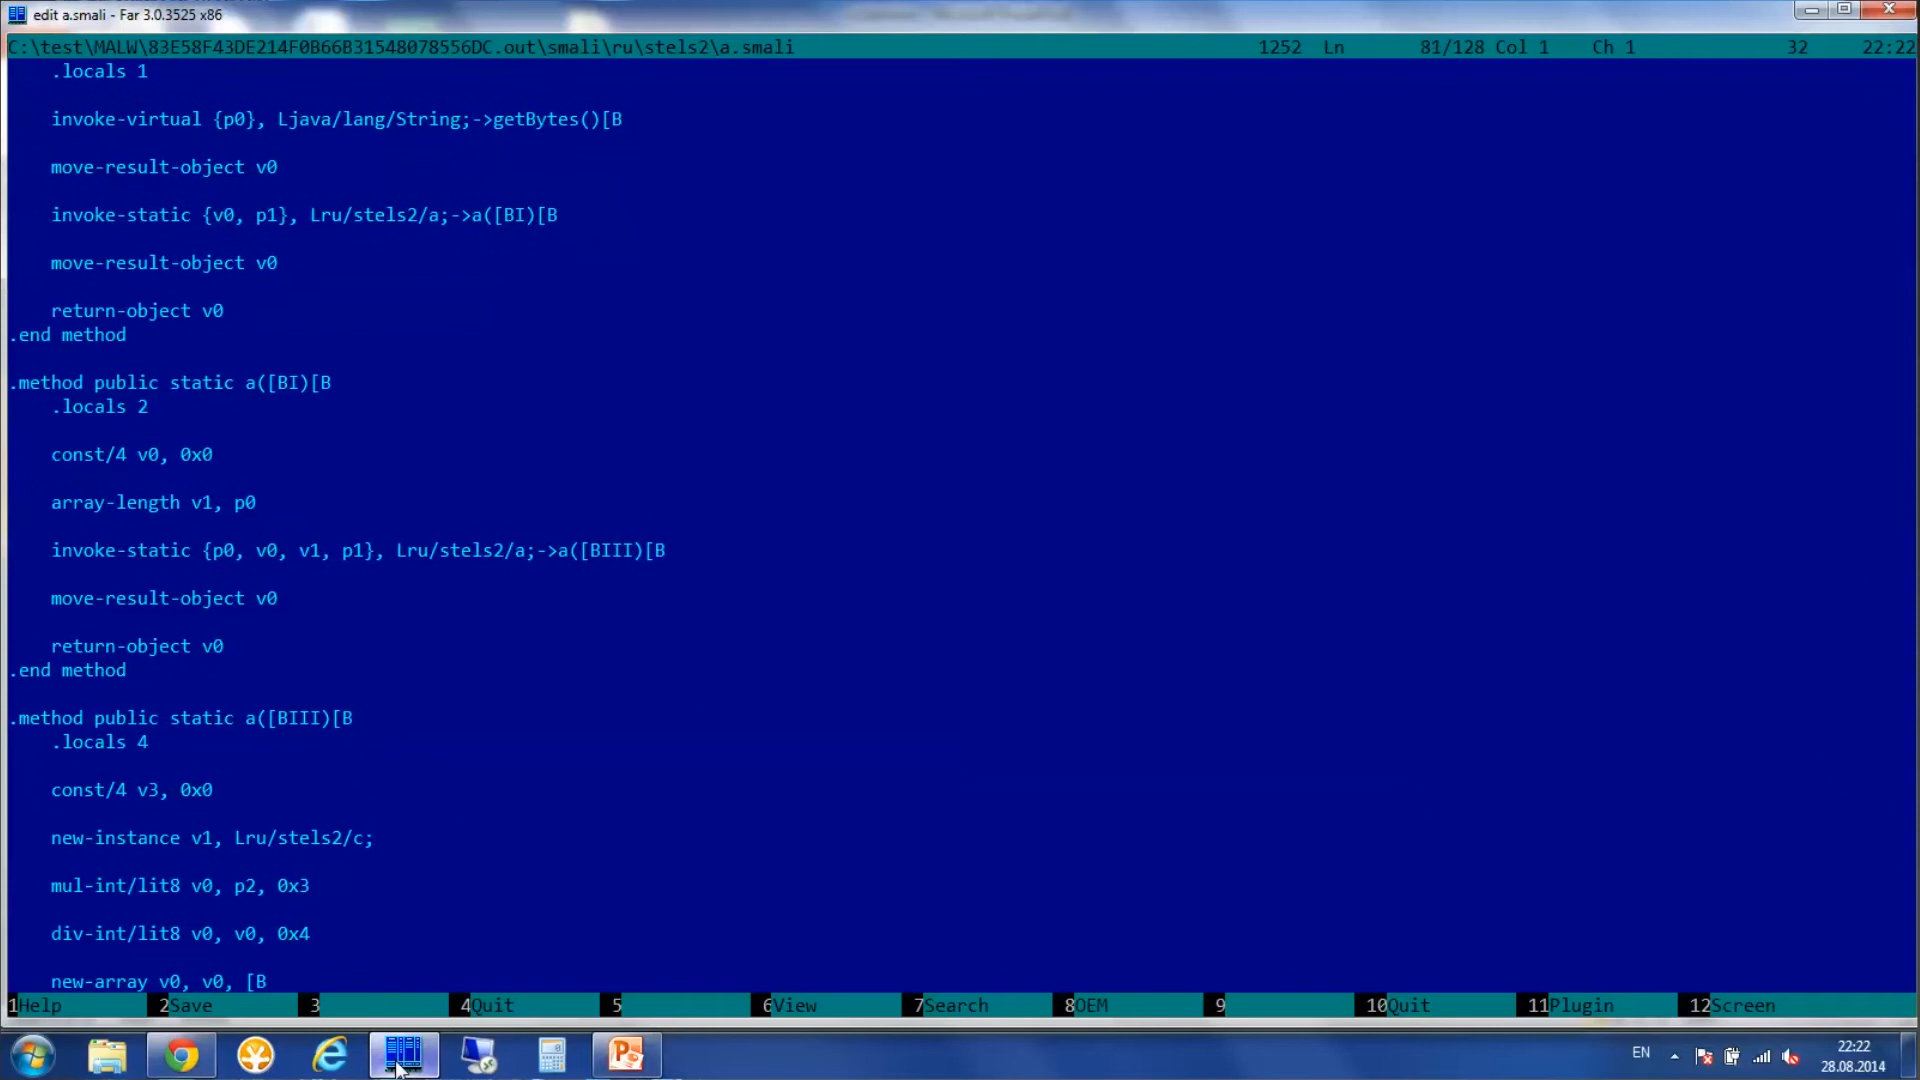 edit a.smali - Far 3.0.3525 x86
C:\test\MALW\83E58F43DE214F0B66B31548078556DC.out\smali\ru\stels2\a.smali 1252 Ln 81/128 Col 1 Ch 1 32 22:22
.locals 1
invoke-virtual {p0}, Ljava/lang/String;->getBytes()[B
move-result-object v0
invoke-static {v0, p1}, Lru/stels2/a;->a([BI)[B
move-result-object v0
return-object v0
.end method
.method public static a([BI)[B
.locals 2
const/4 v0, 0x0
array-length v1, p0
invoke-static {p0, v0, v1, p1}, Lru/stels2/a;->a([BIII)[B
move-result-object v0
return-object v0
.end method
.method public static a([BIII)[B
.locals 4
const/4 v3, 0x0
new-instance v1, Lru/stels2/c;
mul-int/lit8 v0, p2, 0x3
div-int/lit8 v0, v0, 0x4
new-array v0, v0, [B
1Help 2Save 3 4Quit 5 6View 7Search 8OEM 9 10Quit 11Plugin 12Screen
EN 22:22
28.08.2014